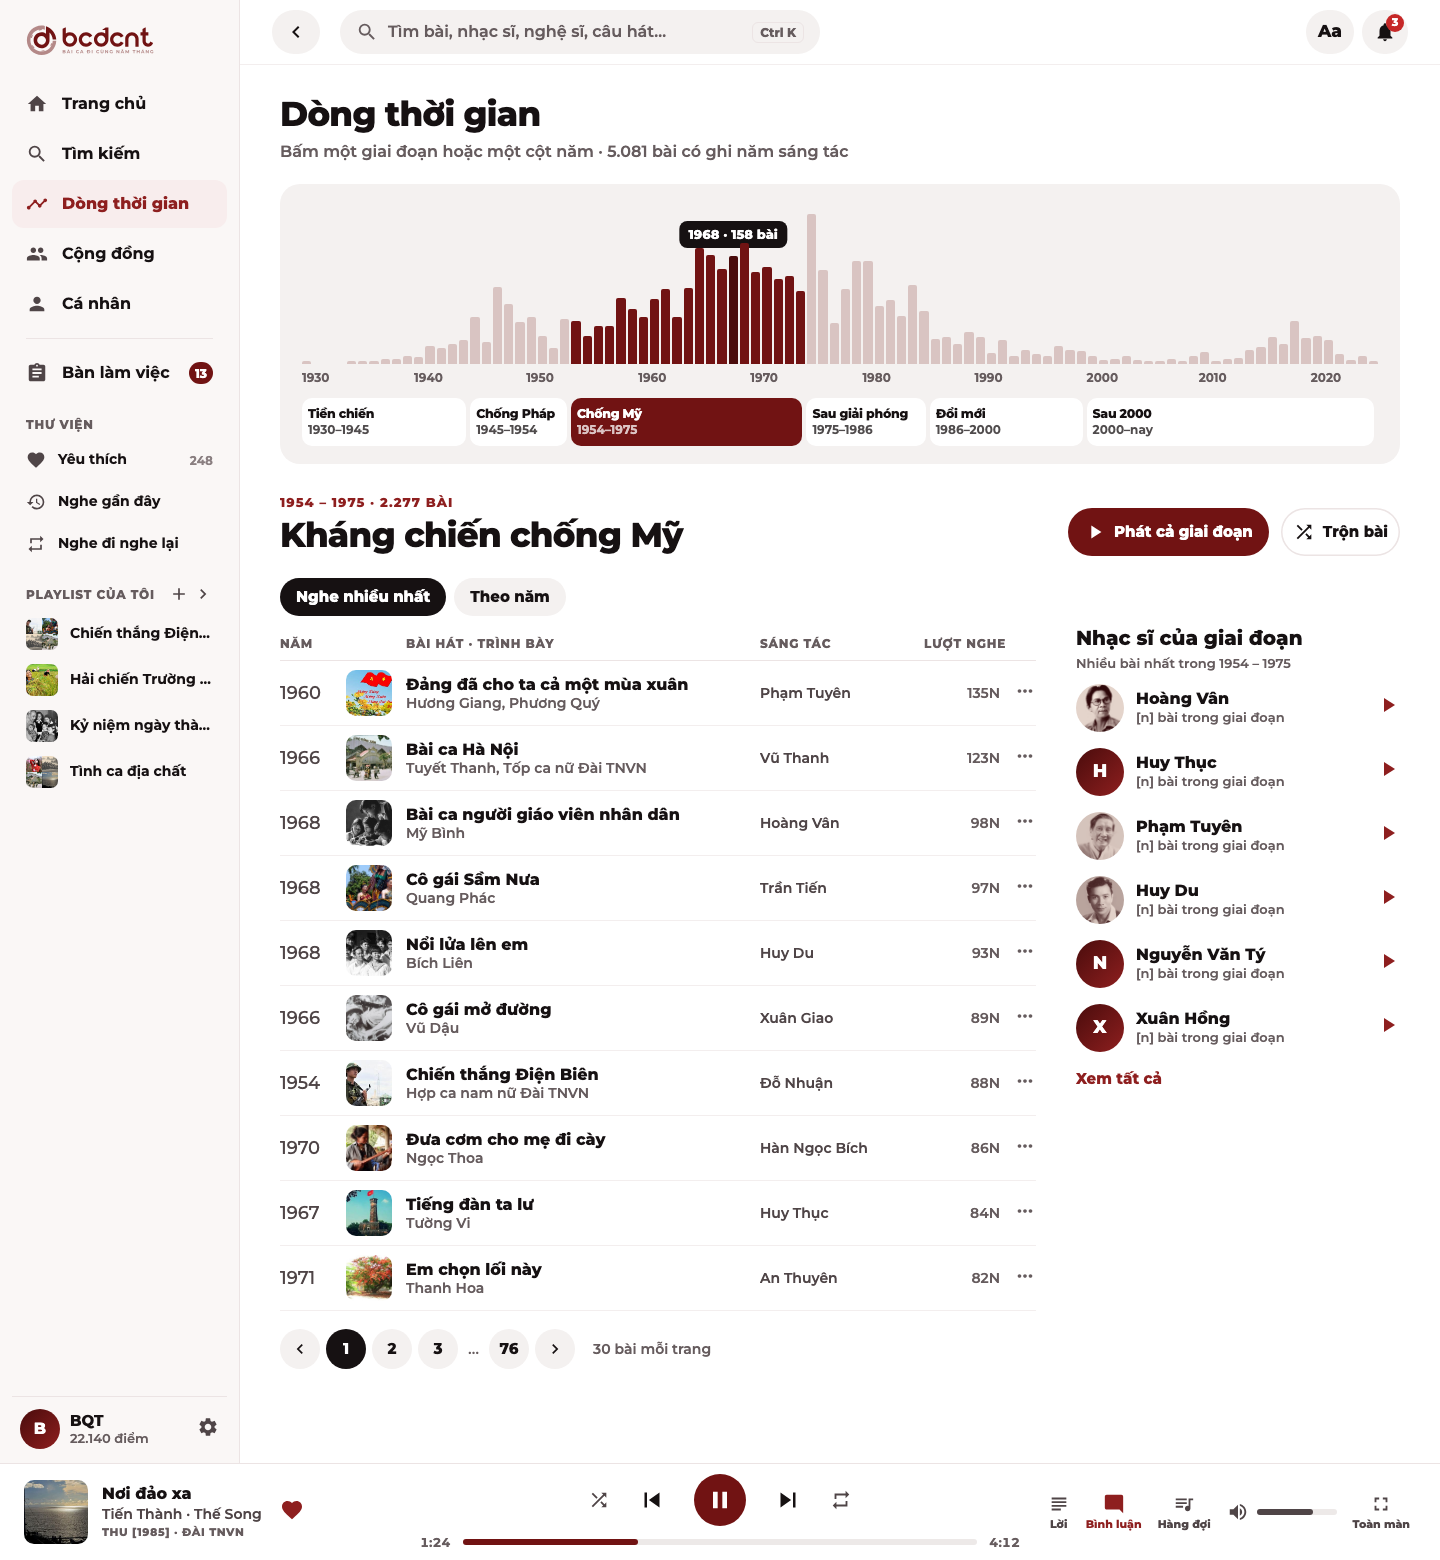 bcdcnt
BÀI CA ĐI CÙNG NĂM THÁNG
Trang chủ
Tìm kiếm
Dòng thời gian
Cộng đồng
Cá nhân
Bàn làm việc 13
THƯ VIỆN
Yêu thích 248
Nghe gần đây
Nghe đi nghe lại
PLAYLIST CỦA TÔI
Chiến thắng Điện...
Hải chiến Trường ...
Kỷ niệm ngày thà...
Tình ca địa chất
B
BQT
22.140 điểm
Tìm bài, nhạc sĩ, nghệ sĩ, câu hát... Ctrl K
Aa
3
Dòng thời gian
Bấm một giai đoạn hoặc một cột năm · 5.081 bài có ghi năm sáng tác
1968 · 158 bài
1930 1940 1950 1960 1970 1980 1990 2000 2010 2020
Tiền chiến
1930–1945
Chống Pháp
1945–1954
Chống Mỹ
1954–1975
Sau giải phóng
1975–1986
Đổi mới
1986–2000
Sau 2000
2000–nay
1954 – 1975 · 2.277 BÀI
Kháng chiến chống Mỹ
Phát cả giai đoạn
Trộn bài
Nghe nhiều nhất
Theo năm
NĂM BÀI HÁT · TRÌNH BÀY SÁNG TÁC LƯỢT NGHE
1960 Đảng đã cho ta cả một mùa xuân Phạm Tuyên 135N
Hương Giang, Phương Quý
1966 Bài ca Hà Nội Vũ Thanh 123N
Tuyết Thanh, Tốp ca nữ Đài TNVN
1968 Bài ca người giáo viên nhân dân Hoàng Vân 98N
Mỹ Bình
1968 Cô gái Sầm Nưa Trần Tiến 97N
Quang Phác
1968 Nổi lửa lên em Huy Du 93N
Bích Liên
1966 Cô gái mở đường Xuân Giao 89N
Vũ Dậu
1954 Chiến thắng Điện Biên Đỗ Nhuận 88N
Hợp ca nam nữ Đài TNVN
1970 Đưa cơm cho mẹ đi cày Hàn Ngọc Bích 86N
Ngọc Thoa
1967 Tiếng đàn ta lư Huy Thục 84N
Tường Vi
1971 Em chọn lối này An Thuyên 82N
Thanh Hoa
1 2 3 ... 76 30 bài mỗi trang
Nhạc sĩ của giai đoạn
Nhiều bài nhất trong 1954 – 1975
Hoàng Vân
[n] bài trong giai đoạn
H
Huy Thục
[n] bài trong giai đoạn
Phạm Tuyên
[n] bài trong giai đoạn
Huy Du
[n] bài trong giai đoạn
N
Nguyễn Văn Tý
[n] bài trong giai đoạn
X
Xuân Hồng
[n] bài trong giai đoạn
Xem tất cả
Nơi đảo xa
Tiến Thành · Thế Song
THU [1985] · ĐÀI TNVN
1:24
4:12
Lời
Bình luận
Hàng đợi
Toàn màn